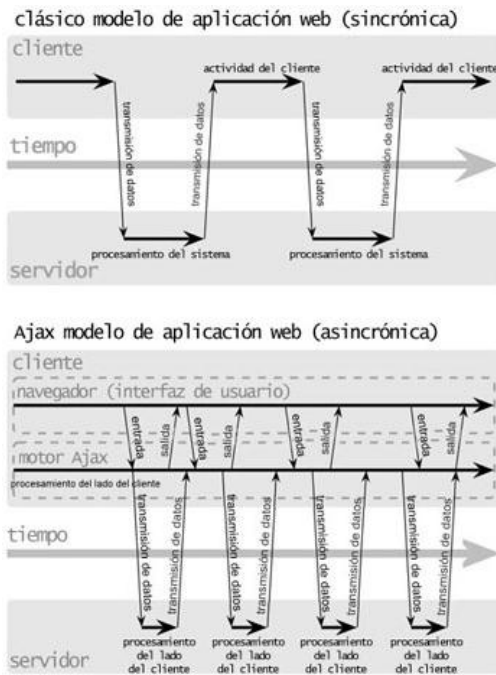 clásico modelo de aplicación web (sincrónica)
cliente
actividad del cliente
actividad del cliente
transmisión de datos
transmisión de datos
transmisión de datos
transmisión de datos
tiempo
procesamiento del sistema
procesamiento del sistema
servidor
Ajax modelo de aplicación web (asincrónica)
cliente
navegador (interfaz de usuario)
entrada
salida
entrada
salida
entrada
salida
entrada
salida
motor Ajax
procesamiento del lado del cliente
transmisión de datos
transmisión de datos
transmisión de datos
transmisión de datos
transmisión de datos
transmisión de datos
transmisión de datos
transmisión de datos
tiempo
procesamiento
del lado
del cliente
procesamiento
del lado
del cliente
procesamiento
del lado
del cliente
procesamiento
del lado
del cliente
servidor